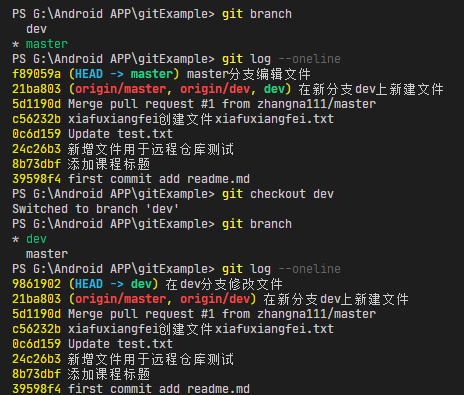 PS G:\Android APP\gitExample> git branch
  dev
* master
PS G:\Android APP\gitExample> git log --oneline
f89059a (HEAD -> master) master分支编辑文件
21ba803 (origin/master, origin/dev, dev) 在新分支dev上新建文件
5d1190d Merge pull request #1 from zhangna111/master
c56232b xiafuxiangfei创建文件xiafuxiangfei.txt
0c6d159 Update test.txt
24c26b3 新增文件用于远程仓库测试
8b73dbf 添加课程标题
39598f4 first commit add readme.md
PS G:\Android APP\gitExample> git checkout dev
Switched to branch 'dev'
PS G:\Android APP\gitExample> git branch
* dev
  master
PS G:\Android APP\gitExample> git log --oneline
9861902 (HEAD -> dev) 在dev分支修改文件
21ba803 (origin/master, origin/dev) 在新分支dev上新建文件
5d1190d Merge pull request #1 from zhangna111/master
c56232b xiafuxiangfei创建文件xiafuxiangfei.txt
0c6d159 Update test.txt
24c26b3 新增文件用于远程仓库测试
8b73dbf 添加课程标题
39598f4 first commit add readme.md